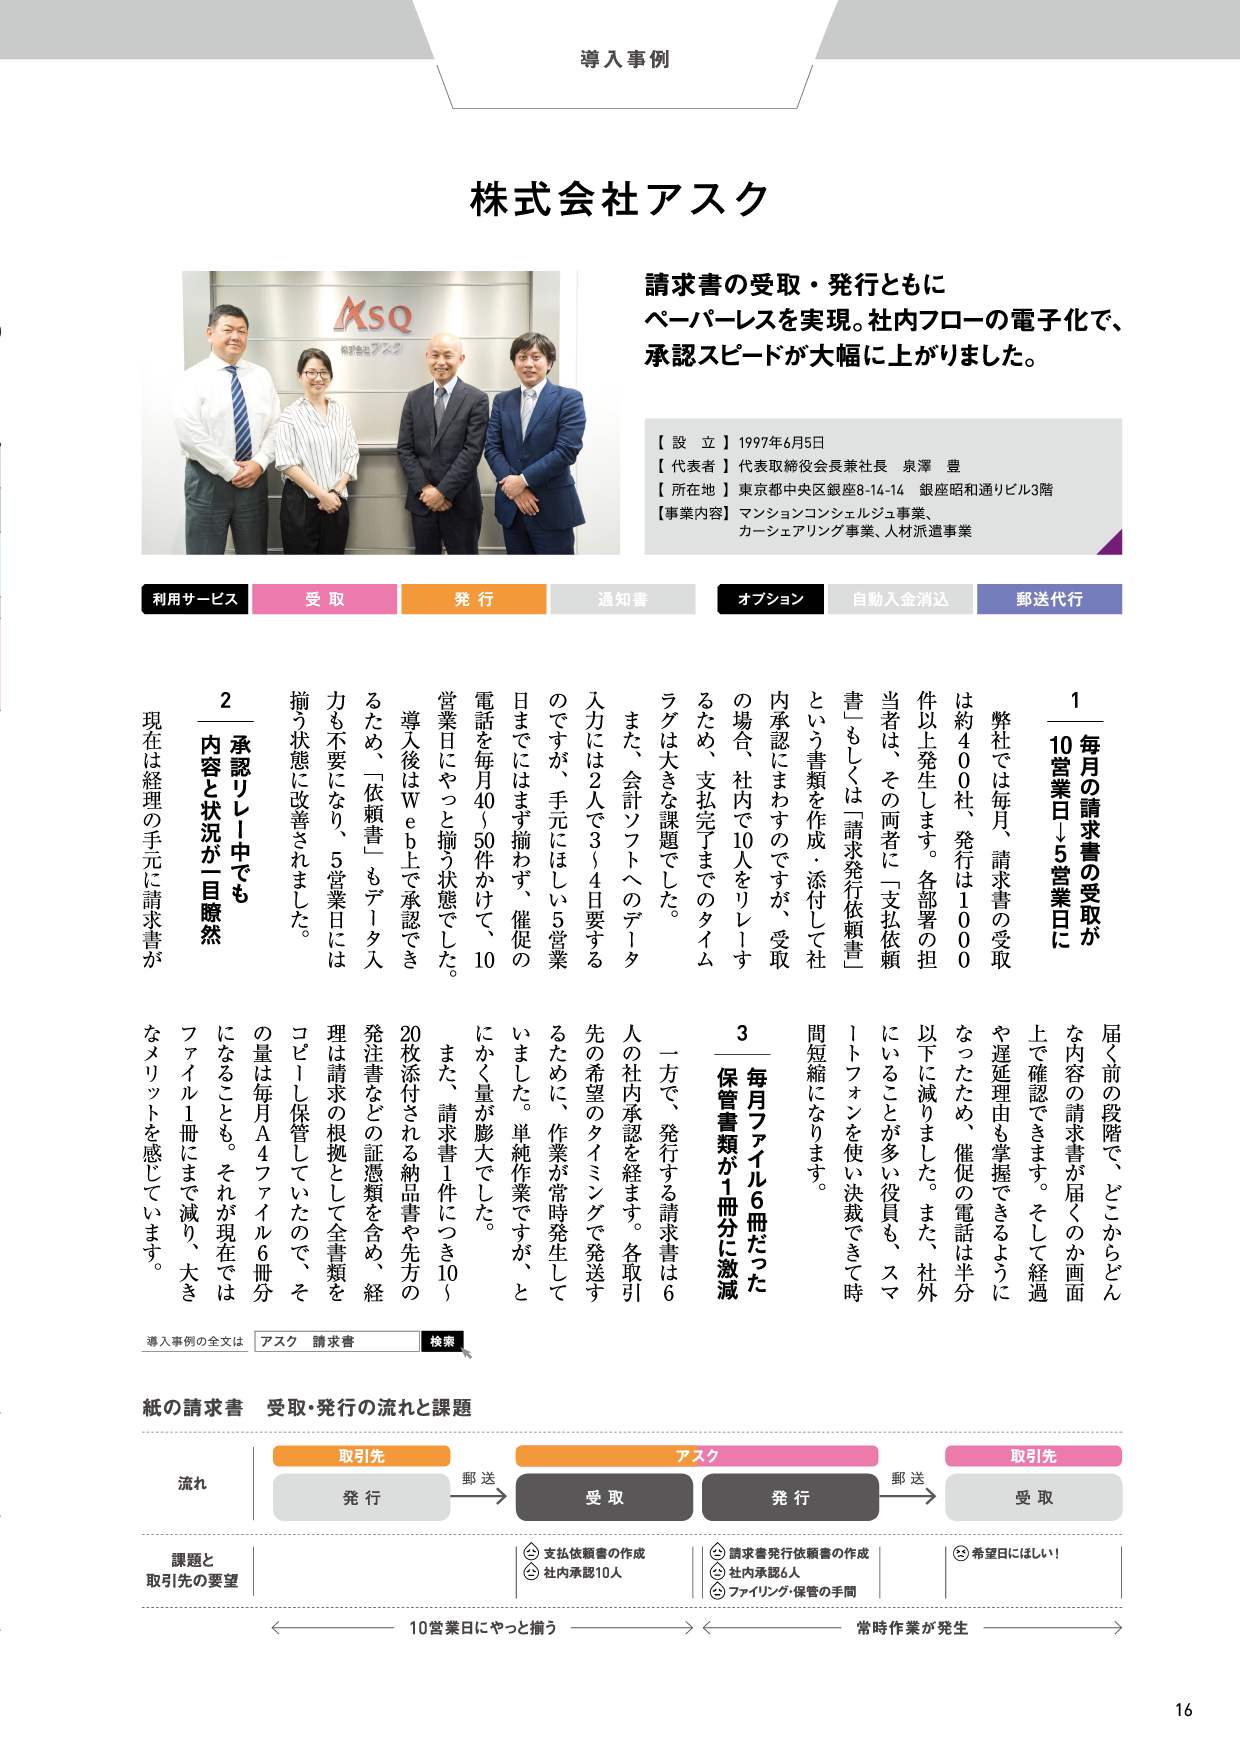 導入事例
株式会社アスク
ASQ
株式会社アスク
請求書の受取・発行ともに
ペーパーレスを実現。社内フローの電子化で、
承認スピードが大幅に上がりました。
【 設　立 】 1997年6月5日
【 代表者 】 代表取締役会長兼社長　泉澤　豊
【 所在地 】 東京都中央区銀座8-14-14　銀座昭和通りビル3階
【事業内容】 マンションコンシェルジュ事業、
カーシェアリング事業、人材派遣事業
利用サービス 受取 発行 通知書 オプション 自動入金消込 郵送代行
1
毎月の請求書の受取が
10営業日→5営業日に
弊社では毎月、請求書の受取
は約400社、発行は1000
件以上発生します。各部署の担
当者は、その両者に「支払依頼
書」もしくは「請求発行依頼書」
という書類を作成・添付して社
内承認にまわすのですが、受取
の場合、社内で10人をリレーす
るため、支払完了までのタイム
ラグは大きな課題でした。
また、会計ソフトへのデータ
入力には2人で3〜4日要する
のですが、手元にほしい5営業
日までにはまず揃わず、催促の
電話を毎月40〜50件かけて、10
営業日にやっと揃う状態でした。
導入後はWeb上で承認でき
るため、「依頼書」もデータ入
力も不要になり、5営業日には
揃う状態に改善されました。
2
承認リレー中でも
内容と状況が一目瞭然
現在は経理の手元に請求書が
届く前の段階で、どこからどん
な内容の請求書が届くのか画面
上で確認できます。そして経過
や遅延理由も掌握できるように
なったため、催促の電話は半分
以下に減りました。また、社外
にいることが多い役員も、スマ
ートフォンを使い決裁できて時
間短縮になります。
3
毎月ファイル6冊だった
保管書類が1冊分に激減
一方で、発行する請求書は6
人の社内承認を経ます。各取引
先の希望のタイミングで発送す
るために、作業が常時発生して
いました。単純作業ですが、と
にかく量が膨大でした。
また、請求書1件につき10〜
20枚添付される納品書や先方の
発注書などの証憑類を含め、経
理は請求の根拠として全書類を
コピーし保管していたので、そ
の量は毎月A4ファイル6冊分
になることも。それが現在では
ファイル1冊にまで減り、大き
なメリットを感じています。
導入事例の全文は アスク　請求書 検索
紙の請求書　受取・発行の流れと課題
取引先 アスク 取引先
流れ 発行 郵送 受取 発行 郵送 受取
課題と
取引先の要望
支払依頼書の作成
社内承認10人
請求書発行依頼書の作成
社内承認6人
ファイリング・保管の手間
希望日にほしい！
10営業日にやっと揃う 常時作業が発生
16